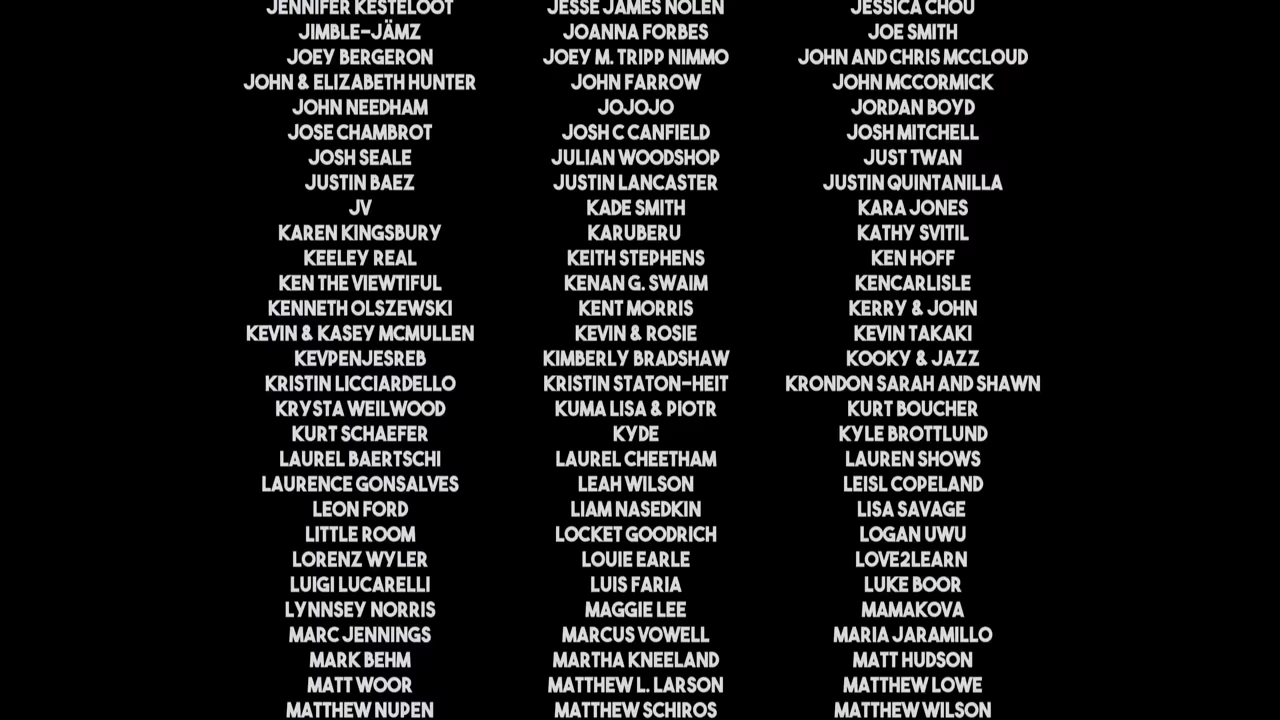 JENNIFER KESTELOOT JESSE JAMES NOLEN JESSICA CHOU
JIMBLE-JÄMZ JOANNA FORBES JOE SMITH
JOEY BERGERON JOEY M. TRIPP NIMMO JOHN AND CHRIS MCCLOUD
JOHN & ELIZABETH HUNTER JOHN FARROW JOHN MCCORMICK
JOHN NEEDHAM JOJOJO JORDAN BOYD
JOSE CHAMBROT JOSH C CANFIELD JOSH MITCHELL
JOSH SEALE JULIAN WOODSHOP JUST TWAN
JUSTIN BAEZ JUSTIN LANCASTER JUSTIN QUINTANILLA
JV KADE SMITH KARA JONES
KAREN KINGSBURY KARUBERU KATHY SVITIL
KEELEY REAL KEITH STEPHENS KEN HOFF
KEN THE VIEWTIFUL KENAN G. SWAIM KENCARLISLE
KENNETH OLSZEWSKI KENT MORRIS KERRY & JOHN
KEVIN & KASEY MCMULLEN KEVIN & ROSIE KEVIN TAKAKI
KEVPENJESREB KIMBERLY BRADSHAW KOOKY & JAZZ
KRISTIN LICCIARDELLO KRISTIN STATON-HEIT KRONDON SARAH AND SHAWN
KRYSTA WEILWOOD KUMA LISA & PIOTR KURT BOUCHER
KURT SCHAEFER KYDE KYLE BROTTLUND
LAUREL BAERTSCHI LAUREL CHEETHAM LAUREN SHOWS
LAURENCE GONSALVES LEAH WILSON LEISL COPELAND
LEON FORD LIAM NASEDKIN LISA SAVAGE
LITTLE ROOM LOCKET GOODRICH LOGAN UWU
LORENZ WYLER LOUIE EARLE LOVE2LEARN
LUIGI LUCARELLI LUIS FARIA LUKE BOOR
LYNNSEY NORRIS MAGGIE LEE MAMAKOVA
MARC JENNINGS MARCUS VOWELL MARIA JARAMILLO
MARK BEHM MARTHA KNEELAND MATT HUDSON
MATT WOOR MATTHEW L. LARSON MATTHEW LOWE
MATTHEW NUPEN MATTHEW SCHIROS MATTHEW WILSON